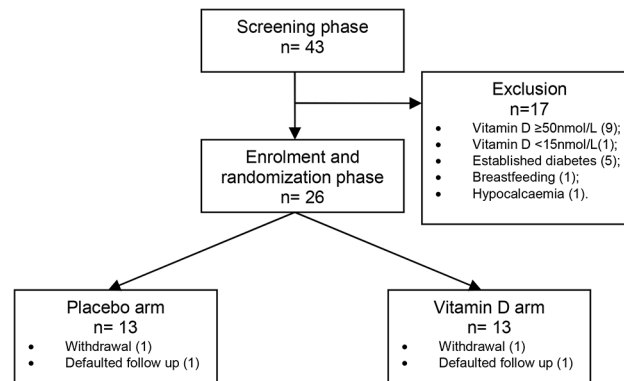 Screening phase
n= 43
Exclusion
n=17
• Vitamin D ≥50nmol/L (9);
• Vitamin D <15nmol/L(1);
• Established diabetes (5);
• Breastfeeding (1);
• Hypocalcaemia (1).
Enrolment and
randomization phase
n= 26
Placebo arm
n= 13
• Withdrawal (1)
• Defaulted follow up (1)
Vitamin D arm
n= 13
• Withdrawal (1)
• Defaulted follow up (1)